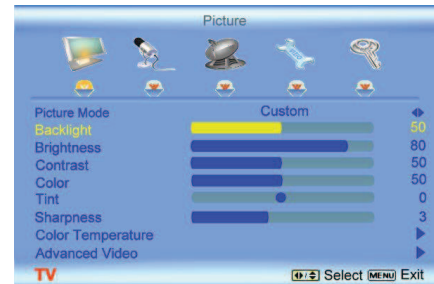 Picture
Picture Mode Custom
Backlight 50
Brightness 80
Contrast 50
Color 50
Tint 0
Sharpness 3
Color Temperature
Advanced Video
TV Select MENU Exit